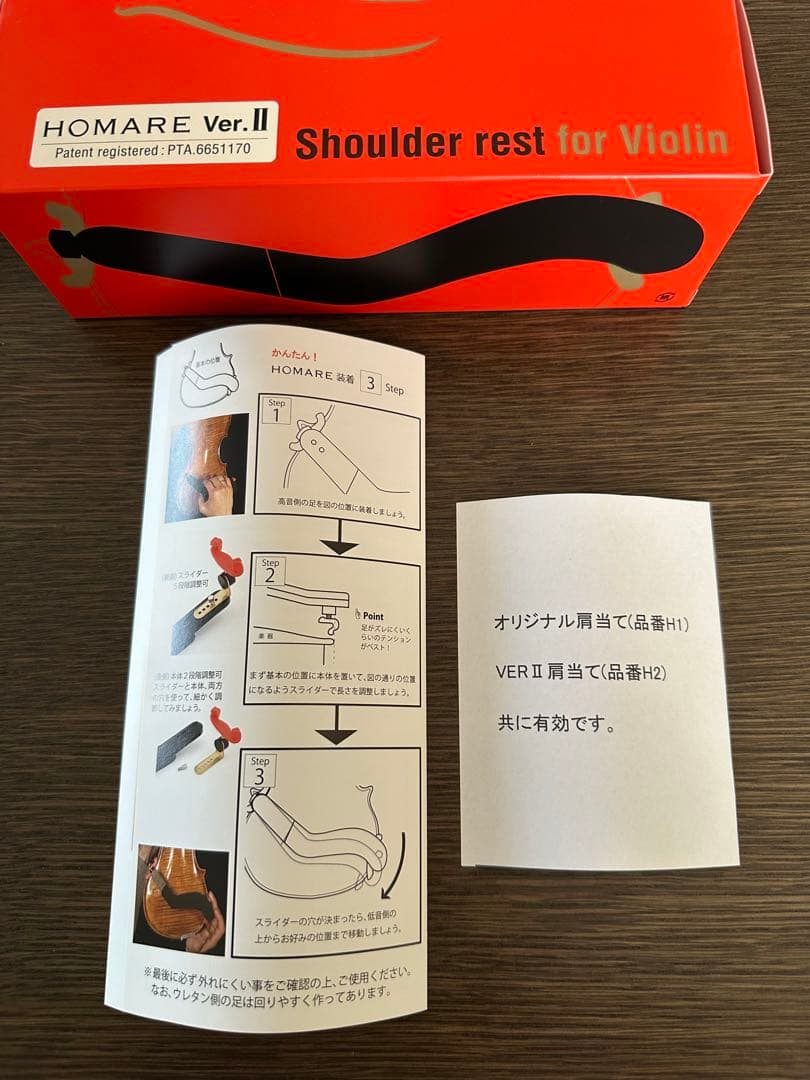 HOMARE Ver.Ⅱ
Patent registered : PTA.6651170
Shoulder rest for Violin
基本の位置
かんたん！
HOMARE 装着 3 Step
Step
1
高音側の足を図の位置に装着しましょう。
スライダー
5段階調整可
Step
2
楽器
Point
足がズレにくいく
らいのテンション
がベスト！
まず基本の位置に本体を置いて、図の通りの位置
になるようスライダーで長さを調整しましょう。
本体2段階調整可
スライダーと本体、両方
の穴を使って、細かく調
整してみましょう。
Step
3
スライダーの穴が決まったら、低音側の
上からお好みの位置まで移動しましょう。
※最後に必ず外れにくい事をご確認の上、ご使用ください。
なお、ウレタン側の足は回りやすく作ってあります。
オリジナル肩当て(品番H1)
VERⅡ肩当て(品番H2)
共に有効です。